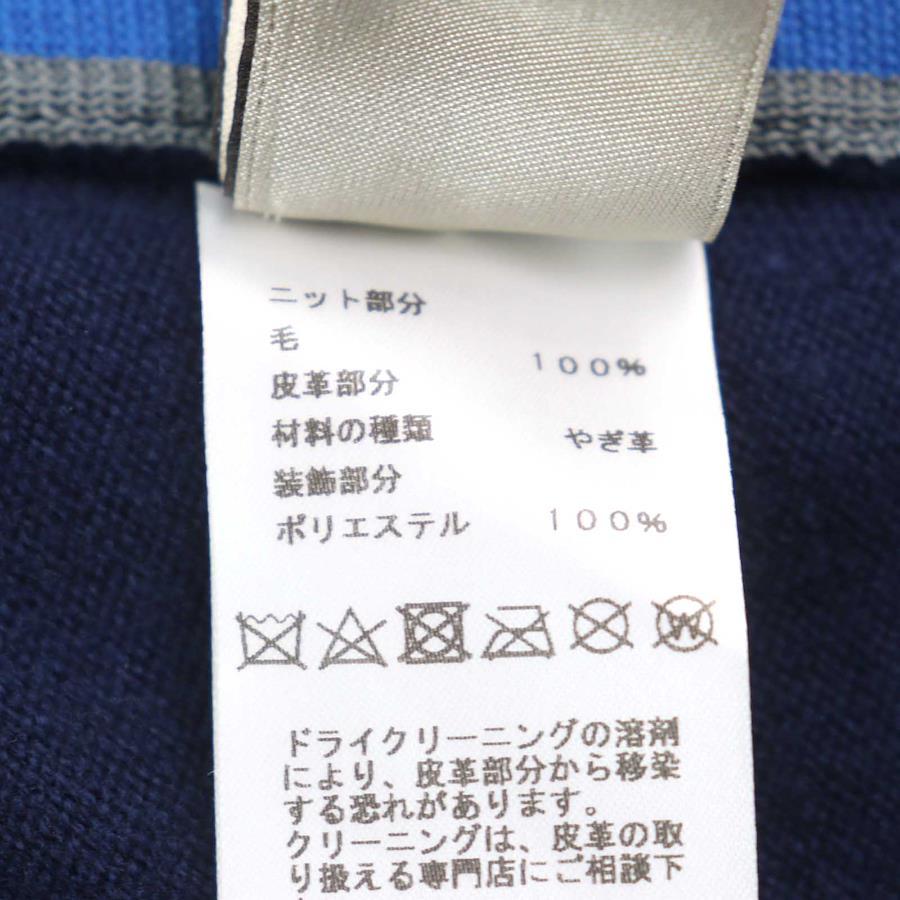 ニット部分
毛 100%
皮革部分
材料の種類 やぎ革
装飾部分
ポリエステル 100%
W
ドライクリーニングの溶剤
により、皮革部分から移染
する恐れがあります。
クリーニングは、皮革の取
り扱える専門店にご相談下